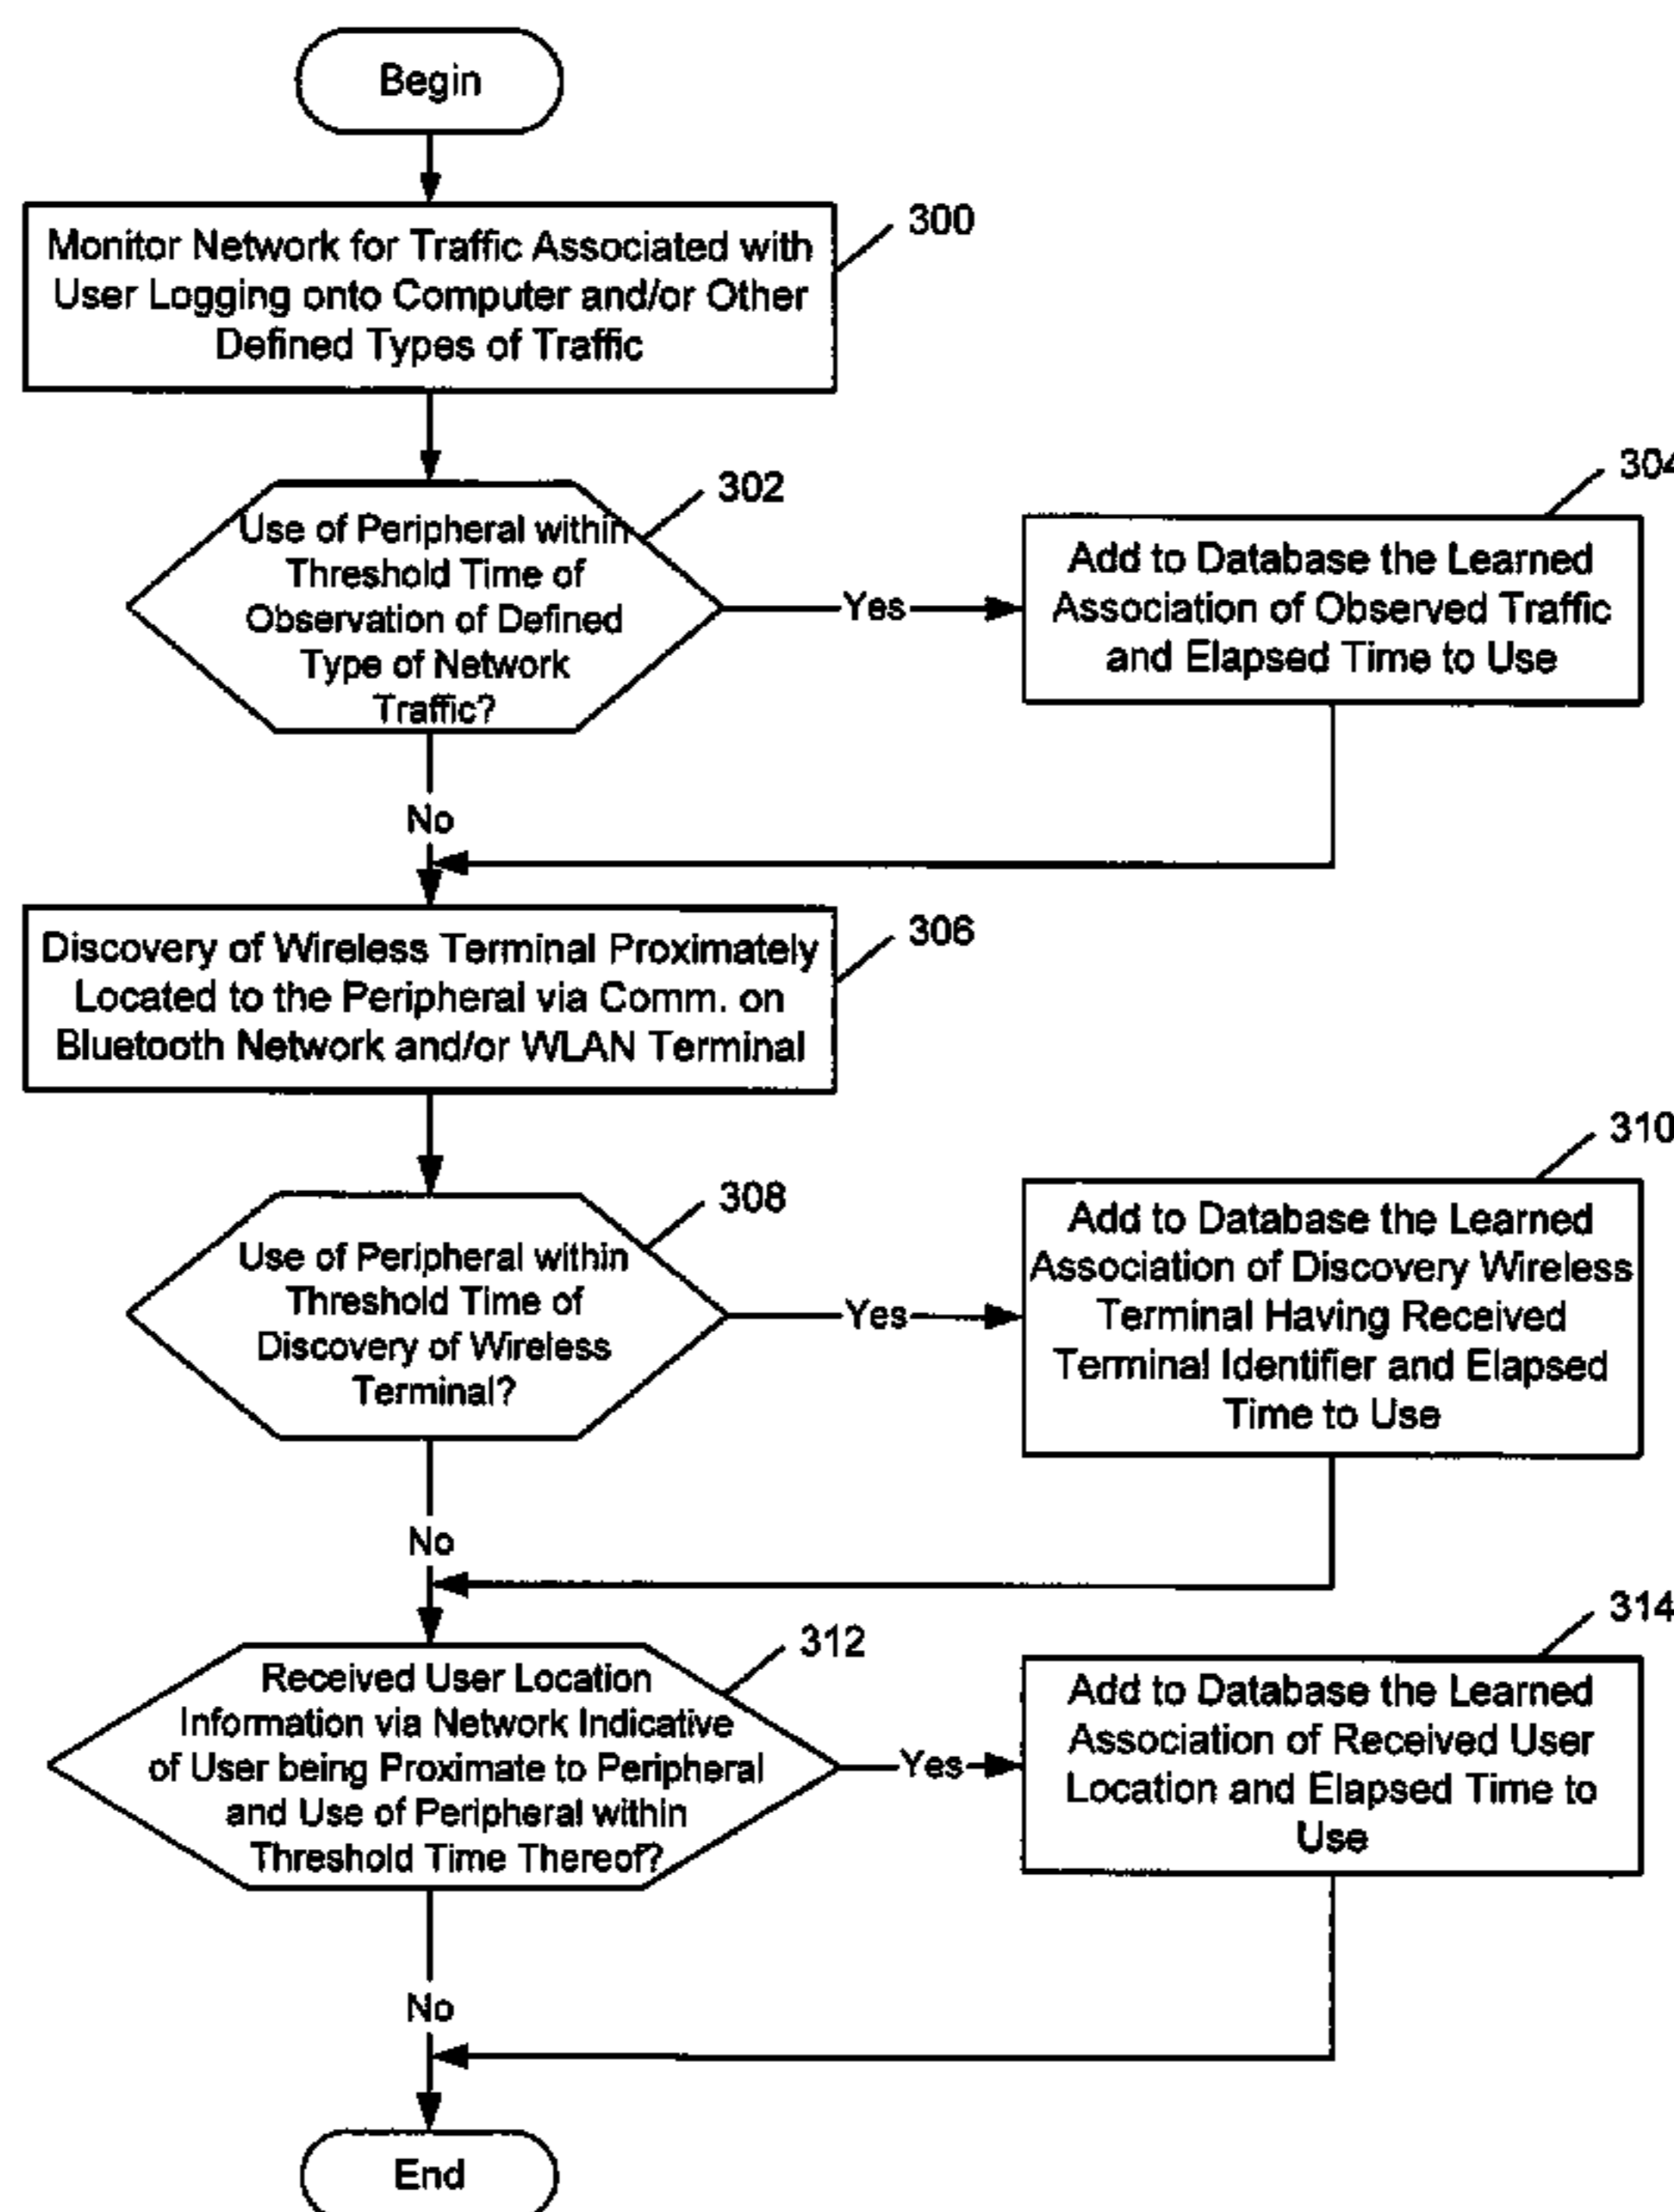 Begin
300
Monitor Network for Traffic Associated with
User Logging onto Computer and/or Other
Defined Types of Traffic
302
Use of Peripheral within
Threshold Time of
Observation of Defined
Type of Network
Traffic?
Yes
304
Add to Database the Learned
Association of Observed Traffic
and Elapsed Time to Use
No
306
Discovery of Wireless Terminal Proximately
Located to the Peripheral via Comm. on
Bluetooth Network and/or WLAN Terminal
308
Use of Peripheral within
Threshold Time of
Discovery of Wireless
Terminal?
Yes
310
Add to Database the Learned
Association of Discovery Wireless
Terminal Having Received
Terminal Identifier and Elapsed
Time to Use
No
312
Received User Location
Information via Network Indicative
of User being Proximate to Peripheral
and Use of Peripheral within
Threshold Time Thereof?
Yes
314
Add to Database the Learned
Association of Received User
Location and Elapsed Time to
Use
No
End